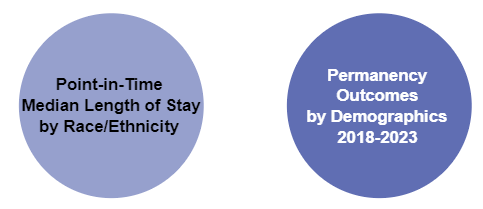 Point-in-Time
Median Length of Stay
by Race/Ethnicity
Permanency
Outcomes
by Demographics
2018-2023